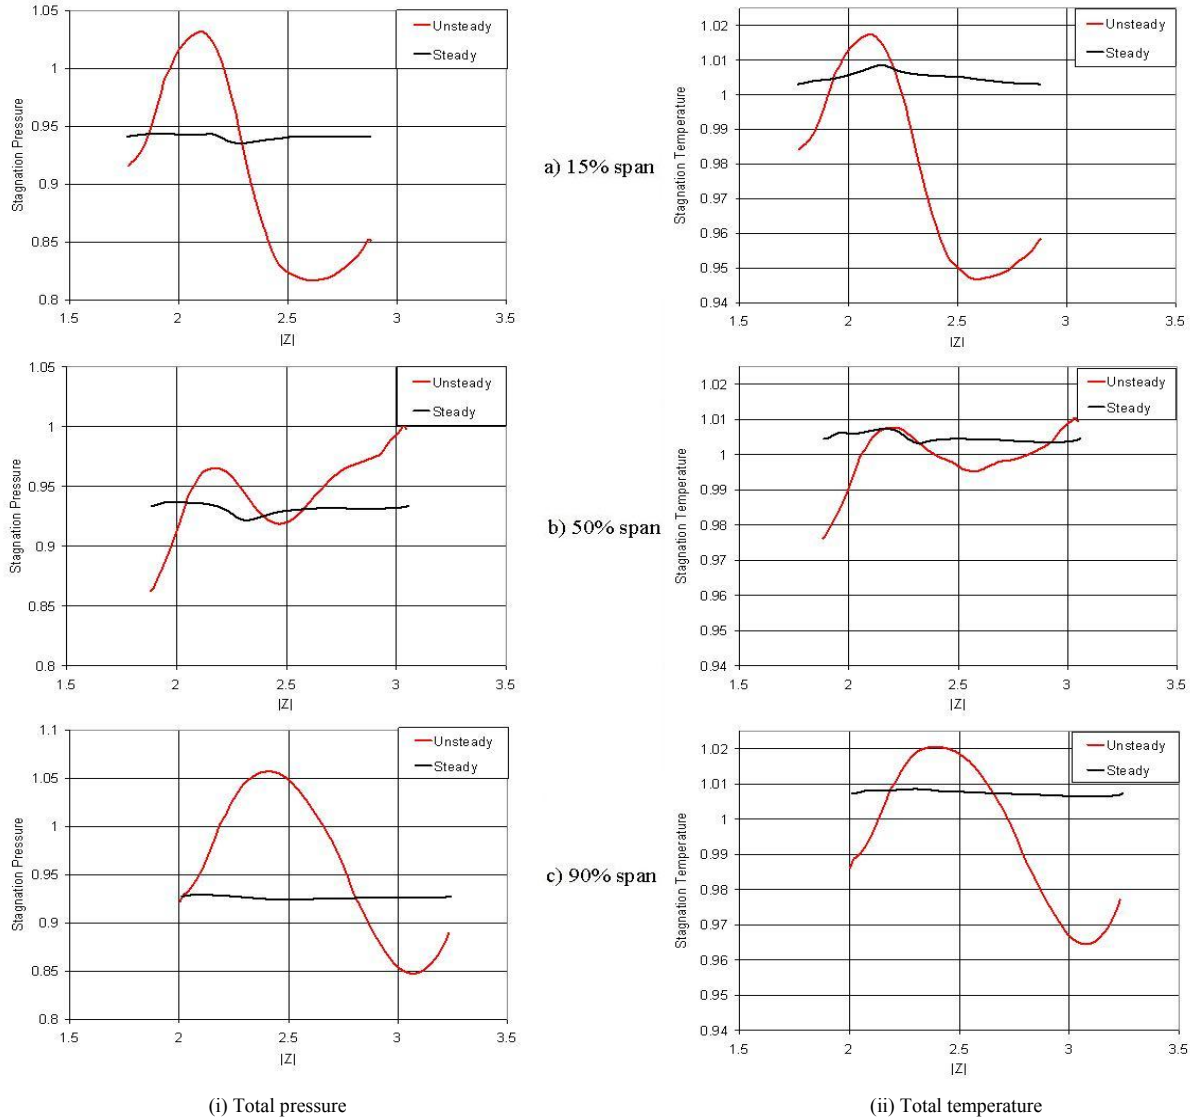 1.05
1
0.95
0.9
0.85
0.8
Stagnation Pressure
1.5 2 2.5 3 3.5
|Z|
Unsteady
Steady
a) 15% span
1.02
1.01
1
0.99
0.98
0.97
0.96
0.95
0.94
Stagnation Temperature
1.5 2 2.5 3 3.5
|Z|
Unsteady
Steady
1.05
1
0.95
0.9
0.85
0.8
Stagnation Pressure
1.5 2 2.5 3 3.5
|Z|
Unsteady
Steady
b) 50% span
1.02
1.01
1
0.99
0.98
0.97
0.96
0.95
0.94
Stagnation Temperature
1.5 2 2.5 3 3.5
|Z|
Unsteady
Steady
1.1
1.05
1
0.95
0.9
0.85
0.8
Stagnation Pressure
1.5 2 2.5 3 3.5
|Z|
Unsteady
Steady
c) 90% span
1.02
1.01
1
0.99
0.98
0.97
0.96
0.95
0.94
Stagnation Temperature
1.5 2 2.5 3 3.5
|Z|
Unsteady
Steady
(i) Total pressure
(ii) Total temperature